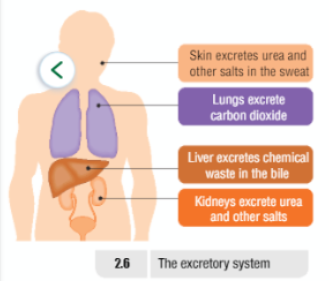 Skin excretes urea and
other salts in the sweat
Lungs excrete
carbon dioxide
Liver excretes chemical
waste in the bile
Kidneys excrete urea
and other salts
2.6 The excretory system